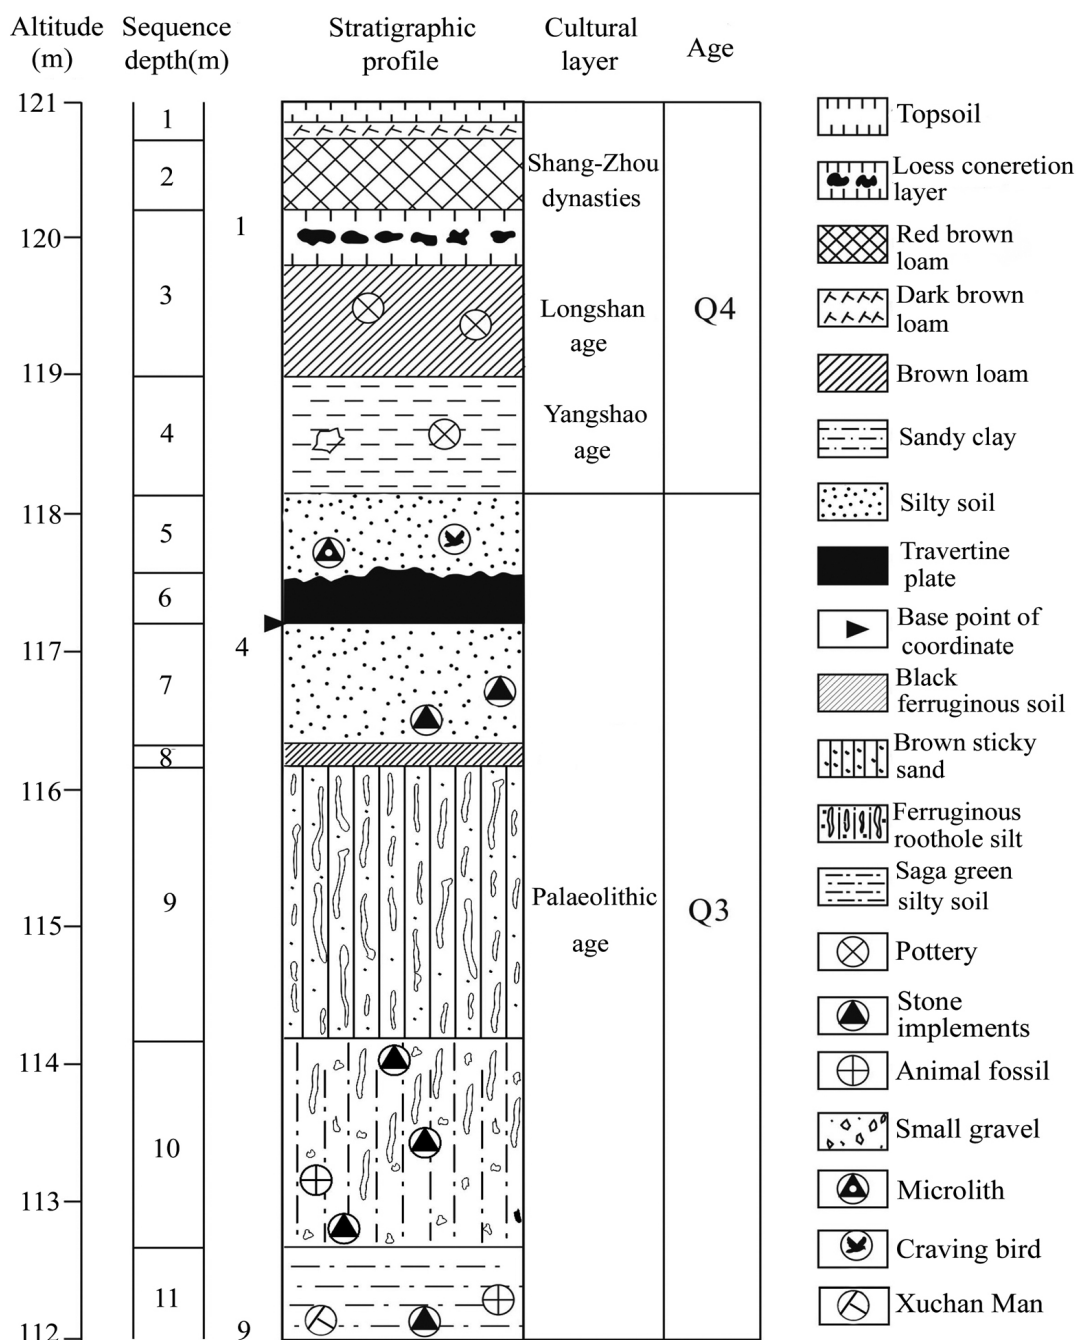 Altitude
(m)
Sequence
depth(m)
Stratigraphic
profile
Cultural
layer
Age
121
120
119
118
117
116
115
114
113
112
1
2
3
4
5
6
7
8
9
10
11
1
4
9
Shang-Zhou
dynasties
Longshan
age
Yangshao
age
Palaeolithic
age
Q4
Q3
Topsoil
Loess coneretion
layer
Red brown
loam
Dark brown
loam
Brown loam
Sandy clay
Silty soil
Travertine
plate
Base point of
coordinate
Black
ferruginous soil
Brown sticky
sand
Ferruginous
roothole silt
Saga green
silty soil
Pottery
Stone
implements
Animal fossil
Small gravel
Microlith
Craving bird
Xuchan Man